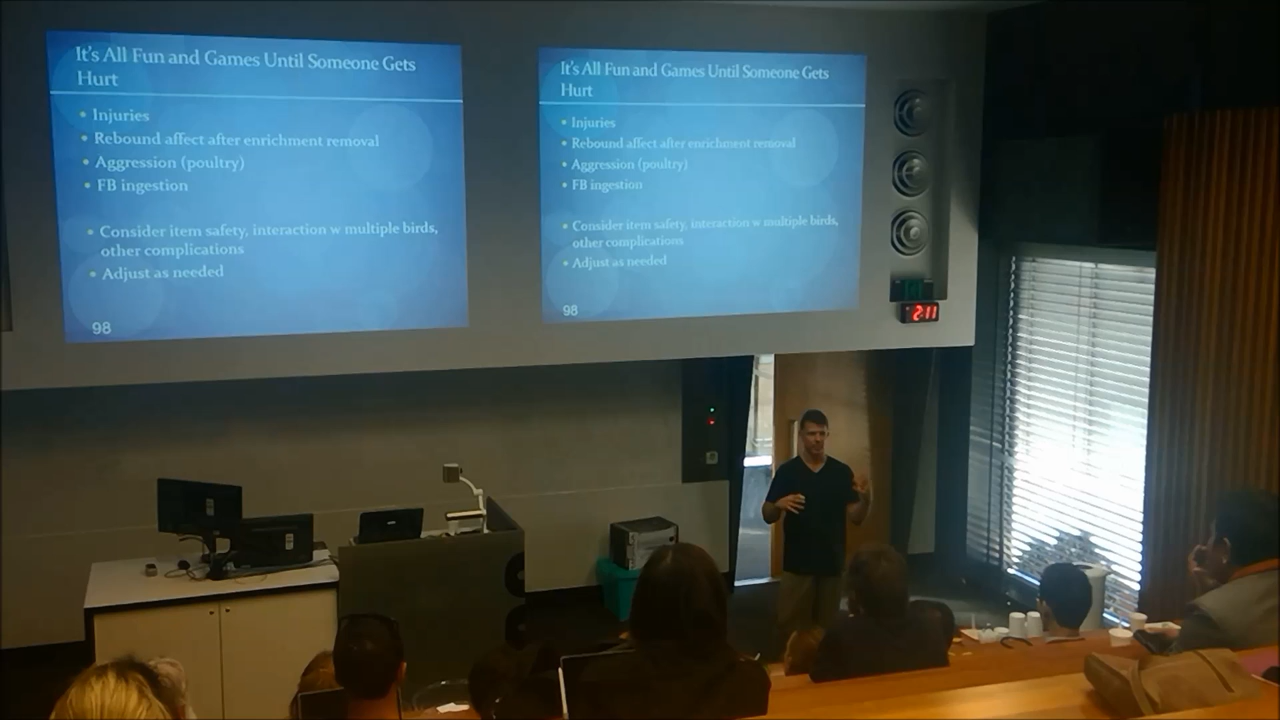 It's All Fun and Games Until Someone Gets
Hurt
• Injuries
• Rebound affect after enrichment removal
• Aggression (poultry)
• FB ingestion
• Consider item safety, interaction w multiple birds,
other complications
• Adjust as needed
98
It's All Fun and Games Until Someone Gets
Hurt
• Injuries
• Rebound affect after enrichment removal
• Aggression (poultry)
• FB ingestion
• Consider item safety, interaction w multiple birds,
other complications
• Adjust as needed
98
2:11